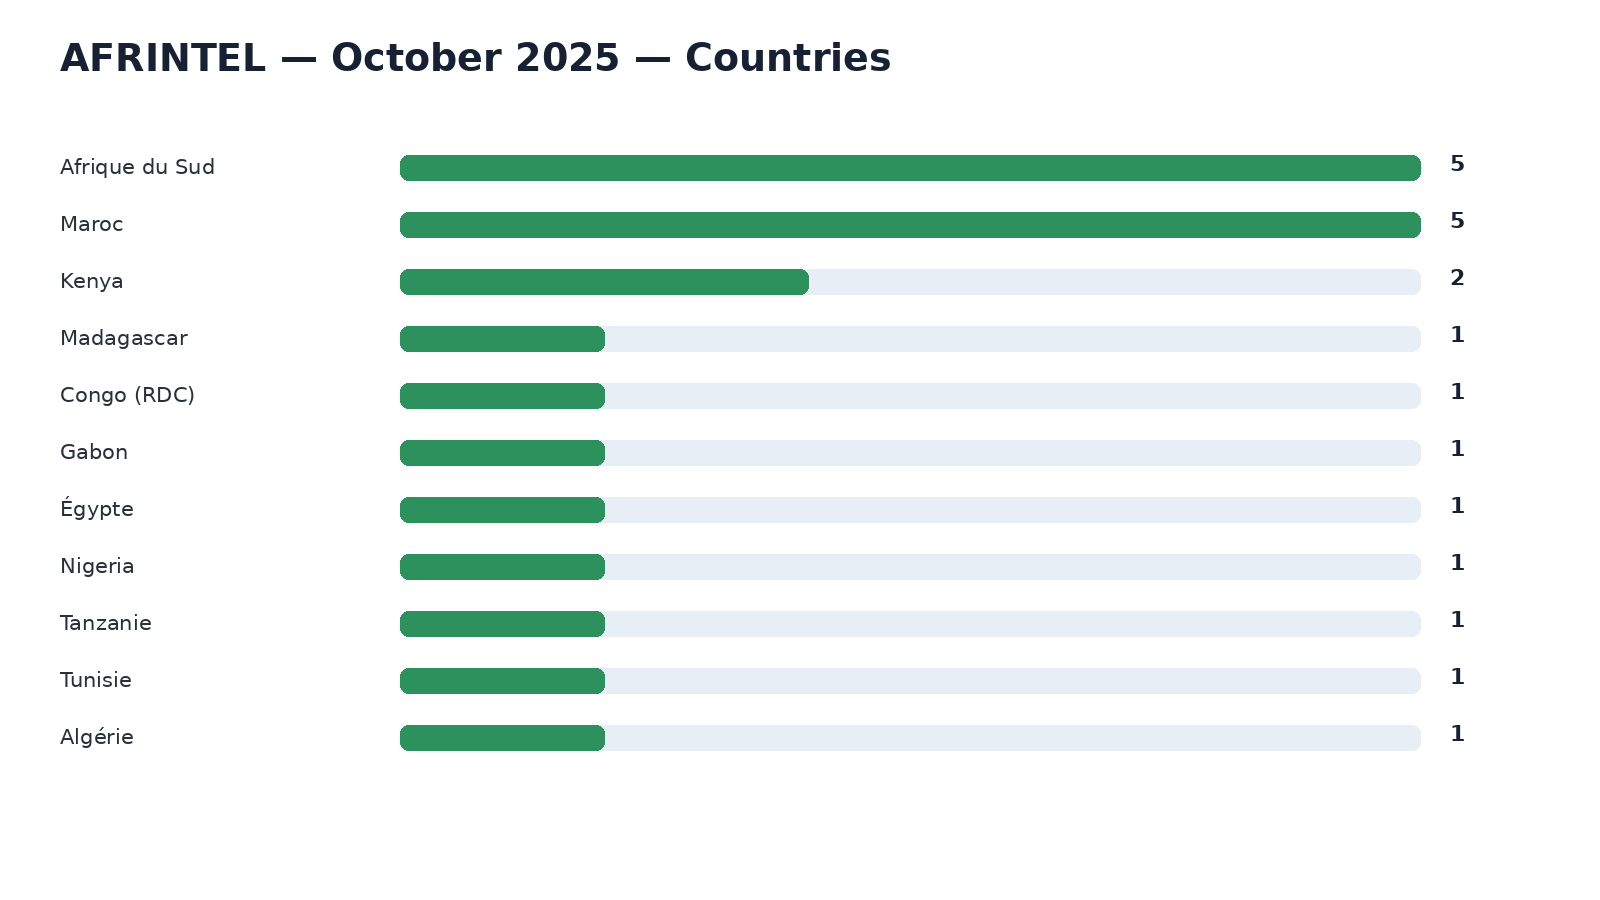 AFRINTEL — October 2025 — Countries
Afrique du Sud 5
Maroc 5
Kenya 2
Madagascar 1
Congo (RDC) 1
Gabon 1
Égypte 1
Nigeria 1
Tanzanie 1
Tunisie 1
Algérie 1